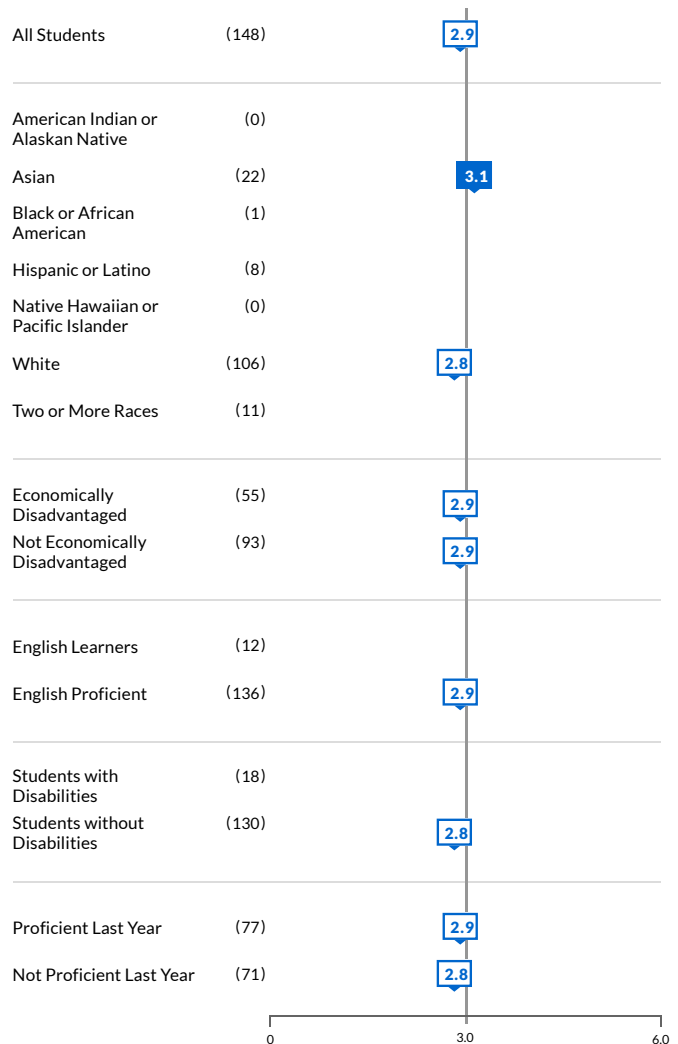 All Students (148) 2.9
American Indian or (0)
Alaskan Native
Asian (22) 3.1
Black or African (1)
American
Hispanic or Latino (8)
Native Hawaiian or (0)
Pacific Islander
White (106) 2.8
Two or More Races (11)
Economically (55) 2.9
Disadvantaged
Not Economically (93) 2.9
Disadvantaged
English Learners (12)
English Proficient (136) 2.9
Students with (18)
Disabilities
Students without (130) 2.8
Disabilities
Proficient Last Year (77) 2.9
Not Proficient Last Year (71) 2.8
0 3.0 6.0